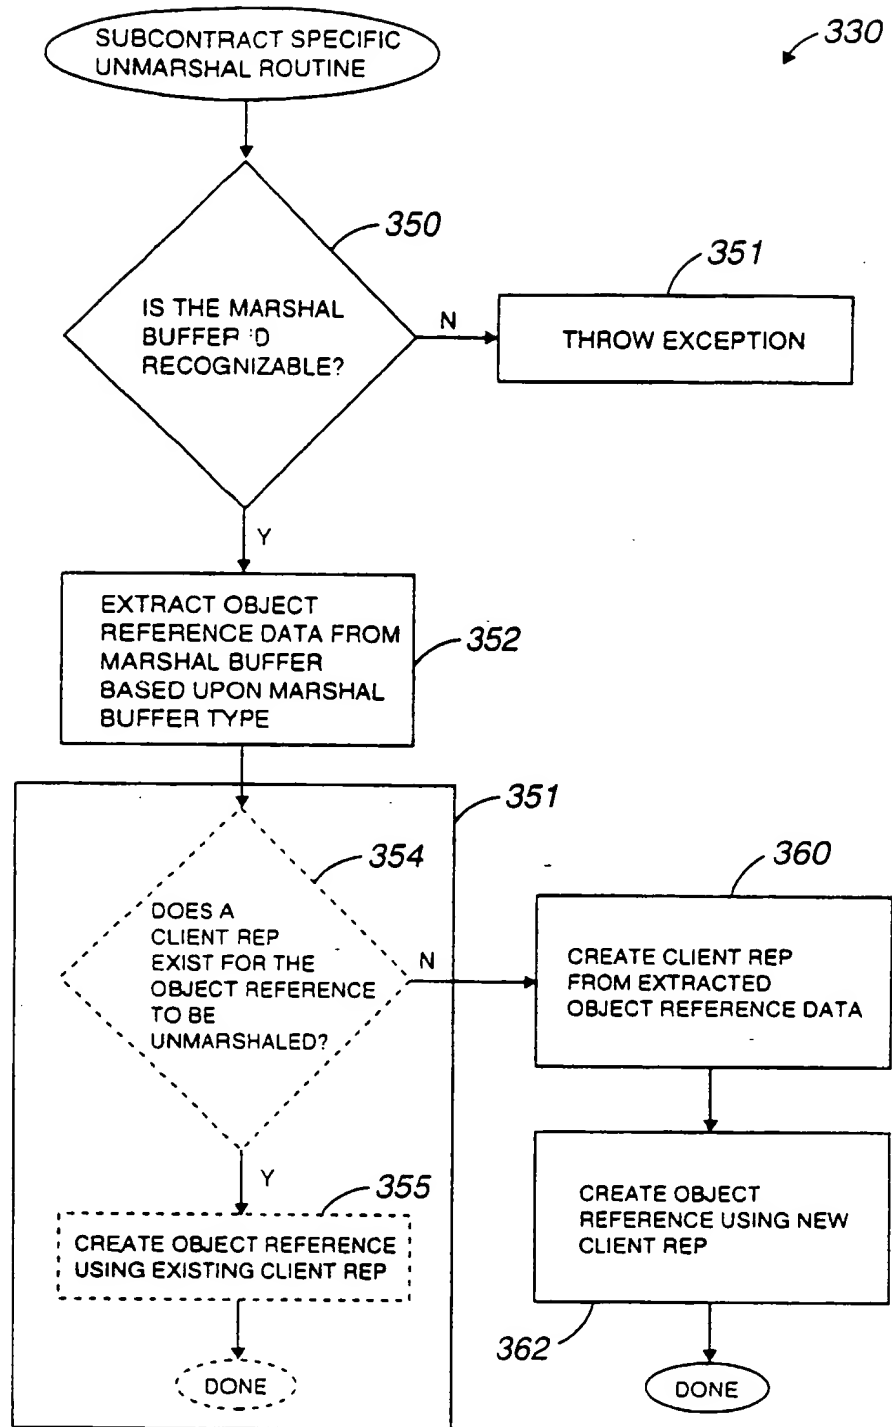 SUBCONTRACT SPECIFIC
UNMARSHAL ROUTINE
330
350
IS THE MARSHAL
BUFFER ID
RECOGNIZABLE?
N
351
THROW EXCEPTION
Y
EXTRACT OBJECT
REFERENCE DATA FROM
MARSHAL BUFFER
BASED UPON MARSHAL
BUFFER TYPE
352
351
354
DOES A
CLIENT REP
EXIST FOR THE
OBJECT REFERENCE
TO BE
UNMARSHALED?
N
360
CREATE CLIENT REP
FROM EXTRACTED
OBJECT REFERENCE DATA
Y
355
CREATE OBJECT REFERENCE
USING EXISTING CLIENT REP
CREATE OBJECT
REFERENCE USING NEW
CLIENT REP
362
DONE
DONE